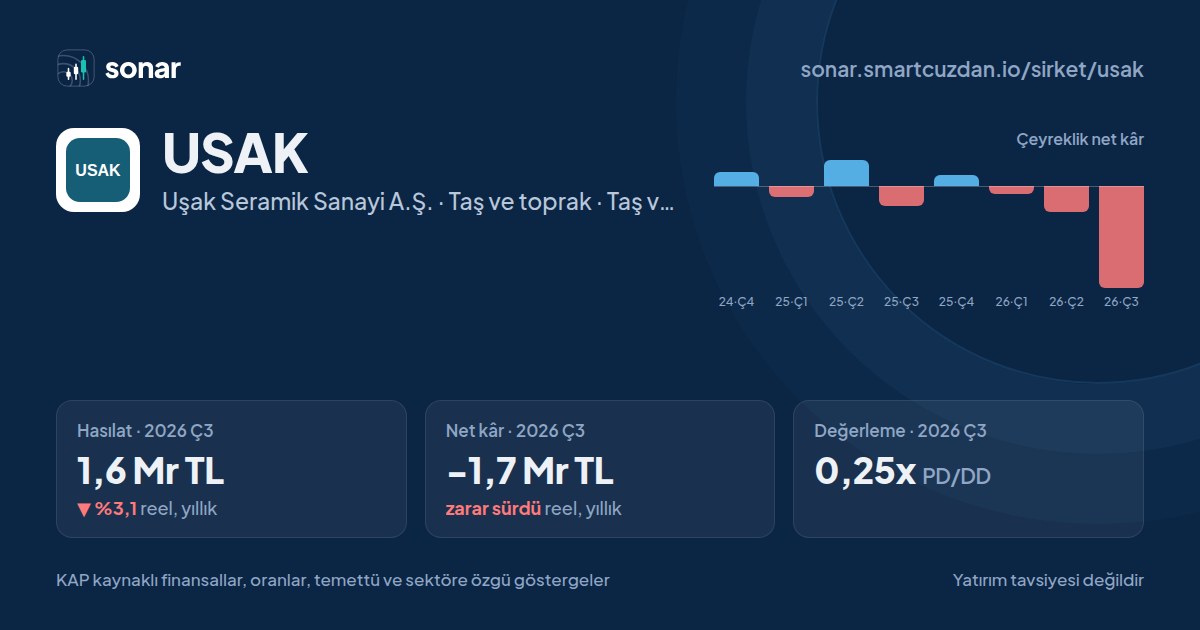 sonar
sonar.smartcuzdan.io/sirket/usak
USAK
USAK
Uşak Seramik Sanayi A.Ş. · Taş ve toprak · Taş v...
Çeyreklik net kâr
24·Ç4 25·Ç1 25·Ç2 25·Ç3 25·Ç4 26·Ç1 26·Ç2 26·Ç3
Hasılat · 2026 Ç3
1,6 Mr TL
▼ %3,1 reel, yıllık
Net kâr · 2026 Ç3
−1,7 Mr TL
zarar sürdü reel, yıllık
Değerleme · 2026 Ç3
0,25x PD/DD
KAP kaynaklı finansallar, oranlar, temettü ve sektöre özgü göstergeler
Yatırım tavsiyesi değildir